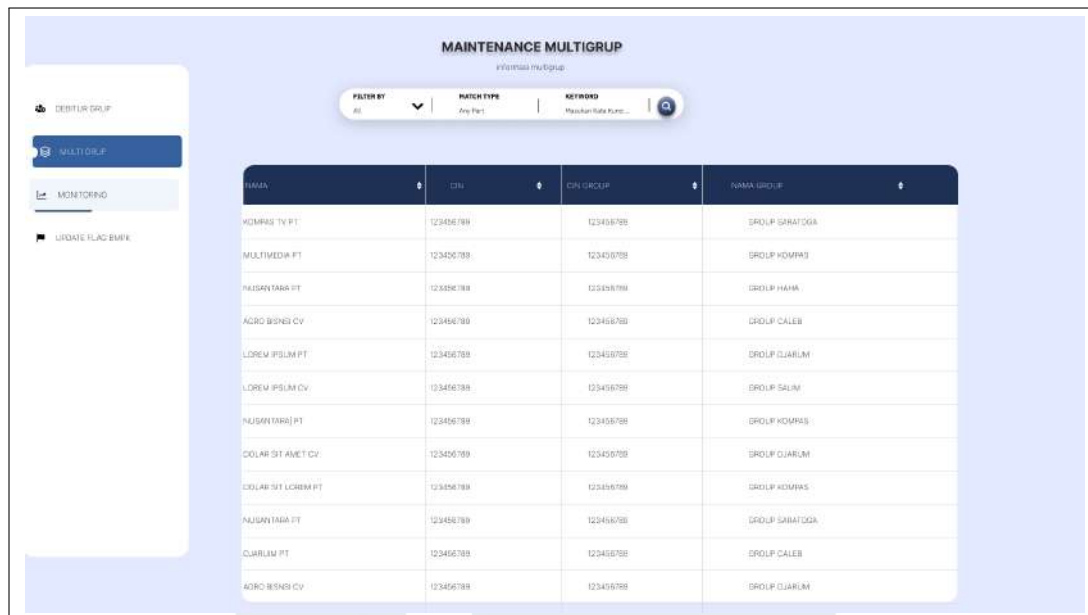 MAINTENANCE MULTIGRUP
informasi multigrup
FILTER BY MATCH TYPE KEYWORD
All Any Part Masukan Kata Kunci...
DEBITUR GRUP
MULTI GRUP
MONITORING
UPDATE FLAG BMPK
NAMA CIN CIN GROUP NAMA GROUP
KOMPAS TV PT 123456789 123456789 GROUP SARATOGA
MULTIMEDIA PT 123456789 123456789 GROUP KOMPAS
NUSANTARA PT 123456789 123456789 GROUP HAHA
AGRO BISNSI CV 123456789 123456789 GROUP CALEB
LOREM IPSUM PT 123456789 123456789 GROUP DJARUM
LOREM IPSUM CV 123456789 123456789 GROUP SALIM
NUSANTARA| PT 123456789 123456789 GROUP KOMPAS
DOLAR SIT AMET CV 123456789 123456789 GROUP DJARUM
DOLAR SIT LOREM PT 123456789 123456789 GROUP KOMPAS
NUSANTARA PT 123456789 123456789 GROUP SARATOGA
DJARUM PT 123456789 123456789 GROUP CALEB
AGRO BISNSI CV 123456789 123456789 GROUP DJARUM